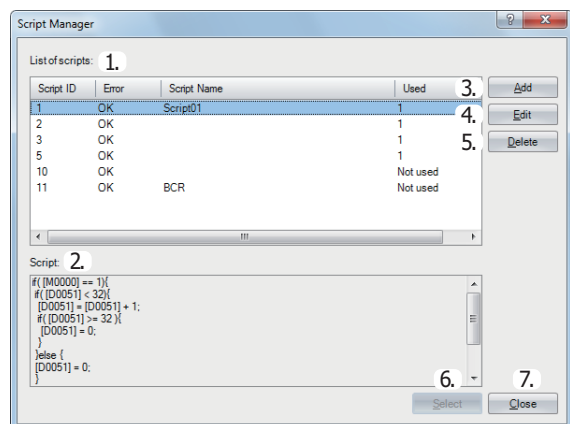 Script Manager
List of scripts: 1.
Script ID Error Script Name Used 3. Add
1 OK Script01 1 4. Edit
2 OK 1
3 OK 1 5. Delete
5 OK 1
10 OK Not used
11 OK BCR Not used
Script: 2.
if( [M0000] == 1){
if( [D0051] < 32){
[D0051] = [D0051] + 1;
if( [D0051] >= 32 ){
[D0051] = 0;
}
}else {
[D0051] = 0;
}
6. 7.
Select Close